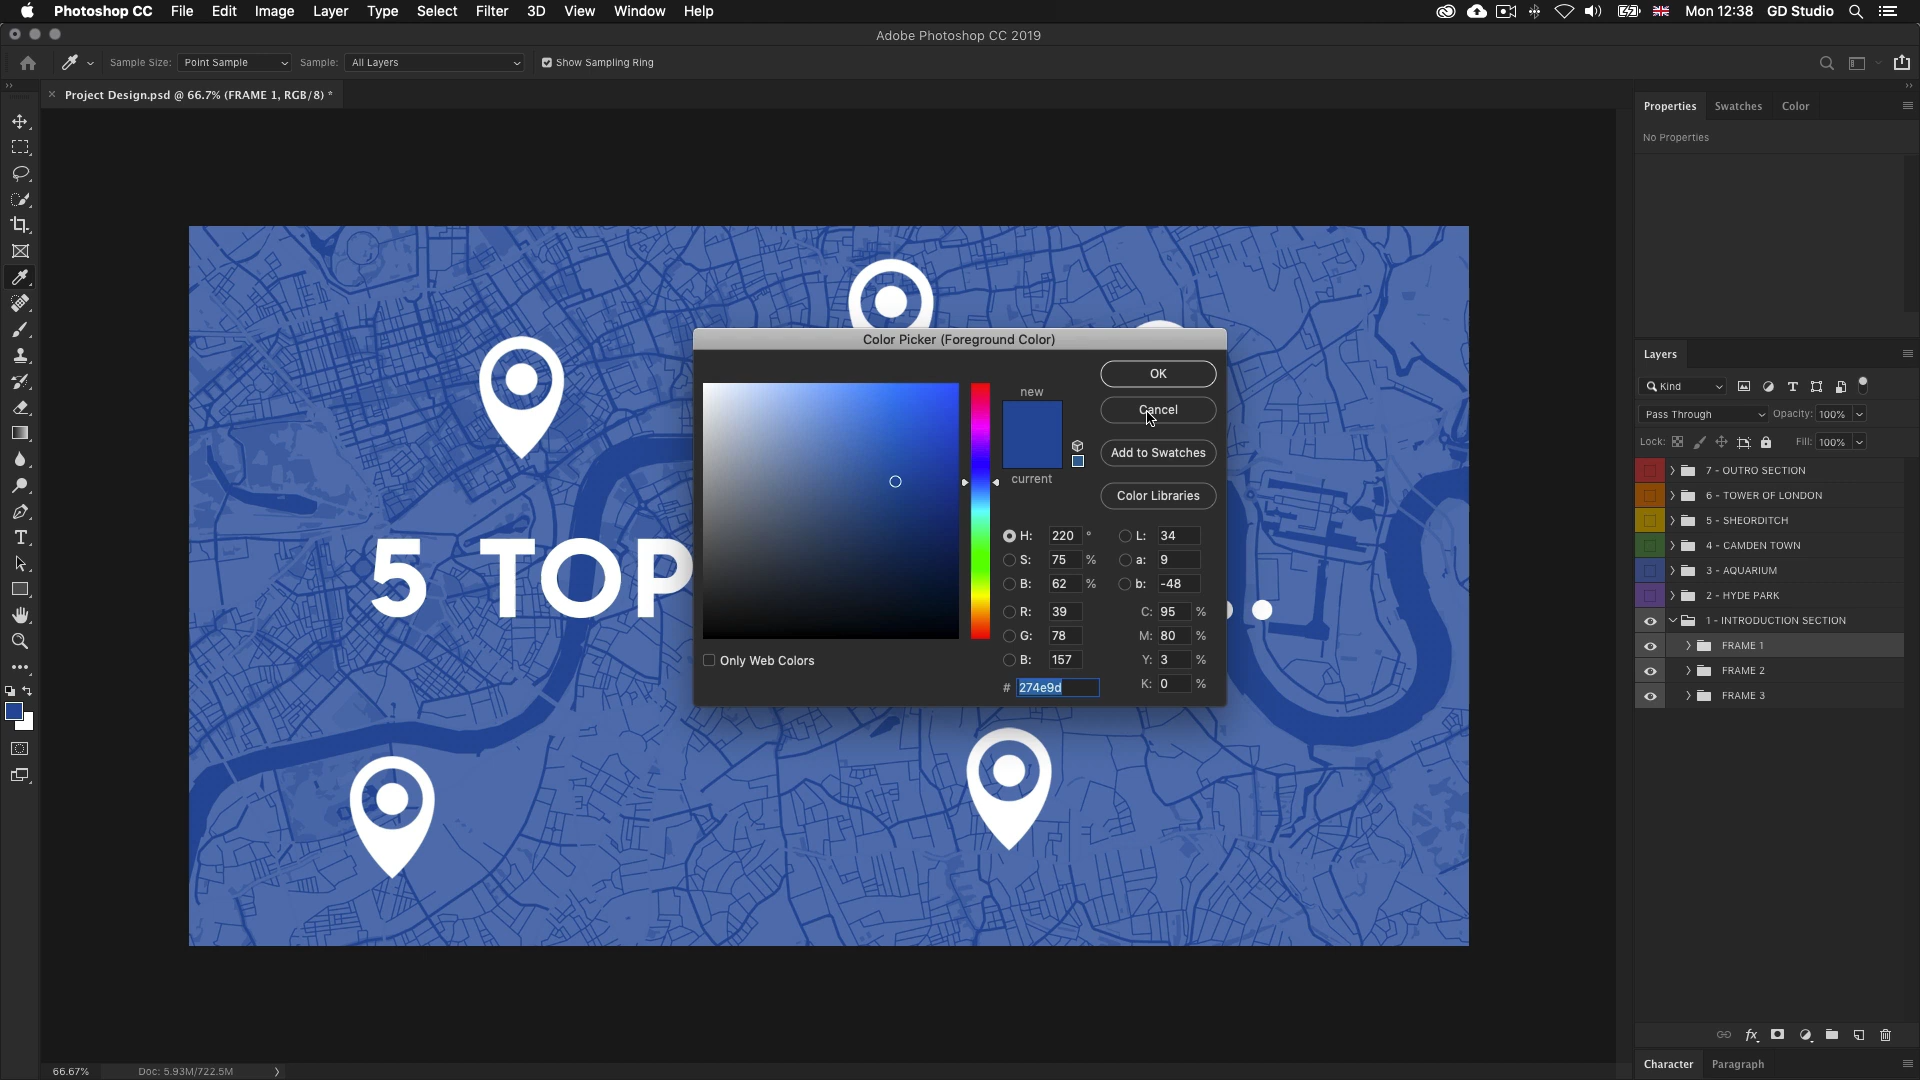 Photoshop CC File Edit Image Layer Type Select Filter 3D View Window Help Mon 12:38 GD Studio
Adobe Photoshop CC 2019
Sample Size: Point Sample Sample: All Layers Show Sampling Ring
Project Design.psd @ 66.7% (FRAME 1, RGB/8) *
Properties Swatches Color
No Properties
Color Picker (Foreground Color)
new
current
OK
Cancel
Add to Swatches
Color Libraries
H: 220 ° L: 34
S: 75 % a: 9
B: 62 % b: -48
R: 39 C: 95 %
G: 78 M: 80 %
B: 157 Y: 3 %
# 274e9d K: 0 %
Only Web Colors
5 TOP
Layers
Kind
Pass Through Opacity: 100%
Lock: Fill: 100%
7 - OUTRO SECTION
6 - TOWER OF LONDON
5 - SHEORDITCH
4 - CAMDEN TOWN
3 - AQUARIUM
2 - HYDE PARK
1 - INTRODUCTION SECTION
FRAME 1
FRAME 2
FRAME 3
Character Paragraph
66.67% Doc: 5.93M/722.5M